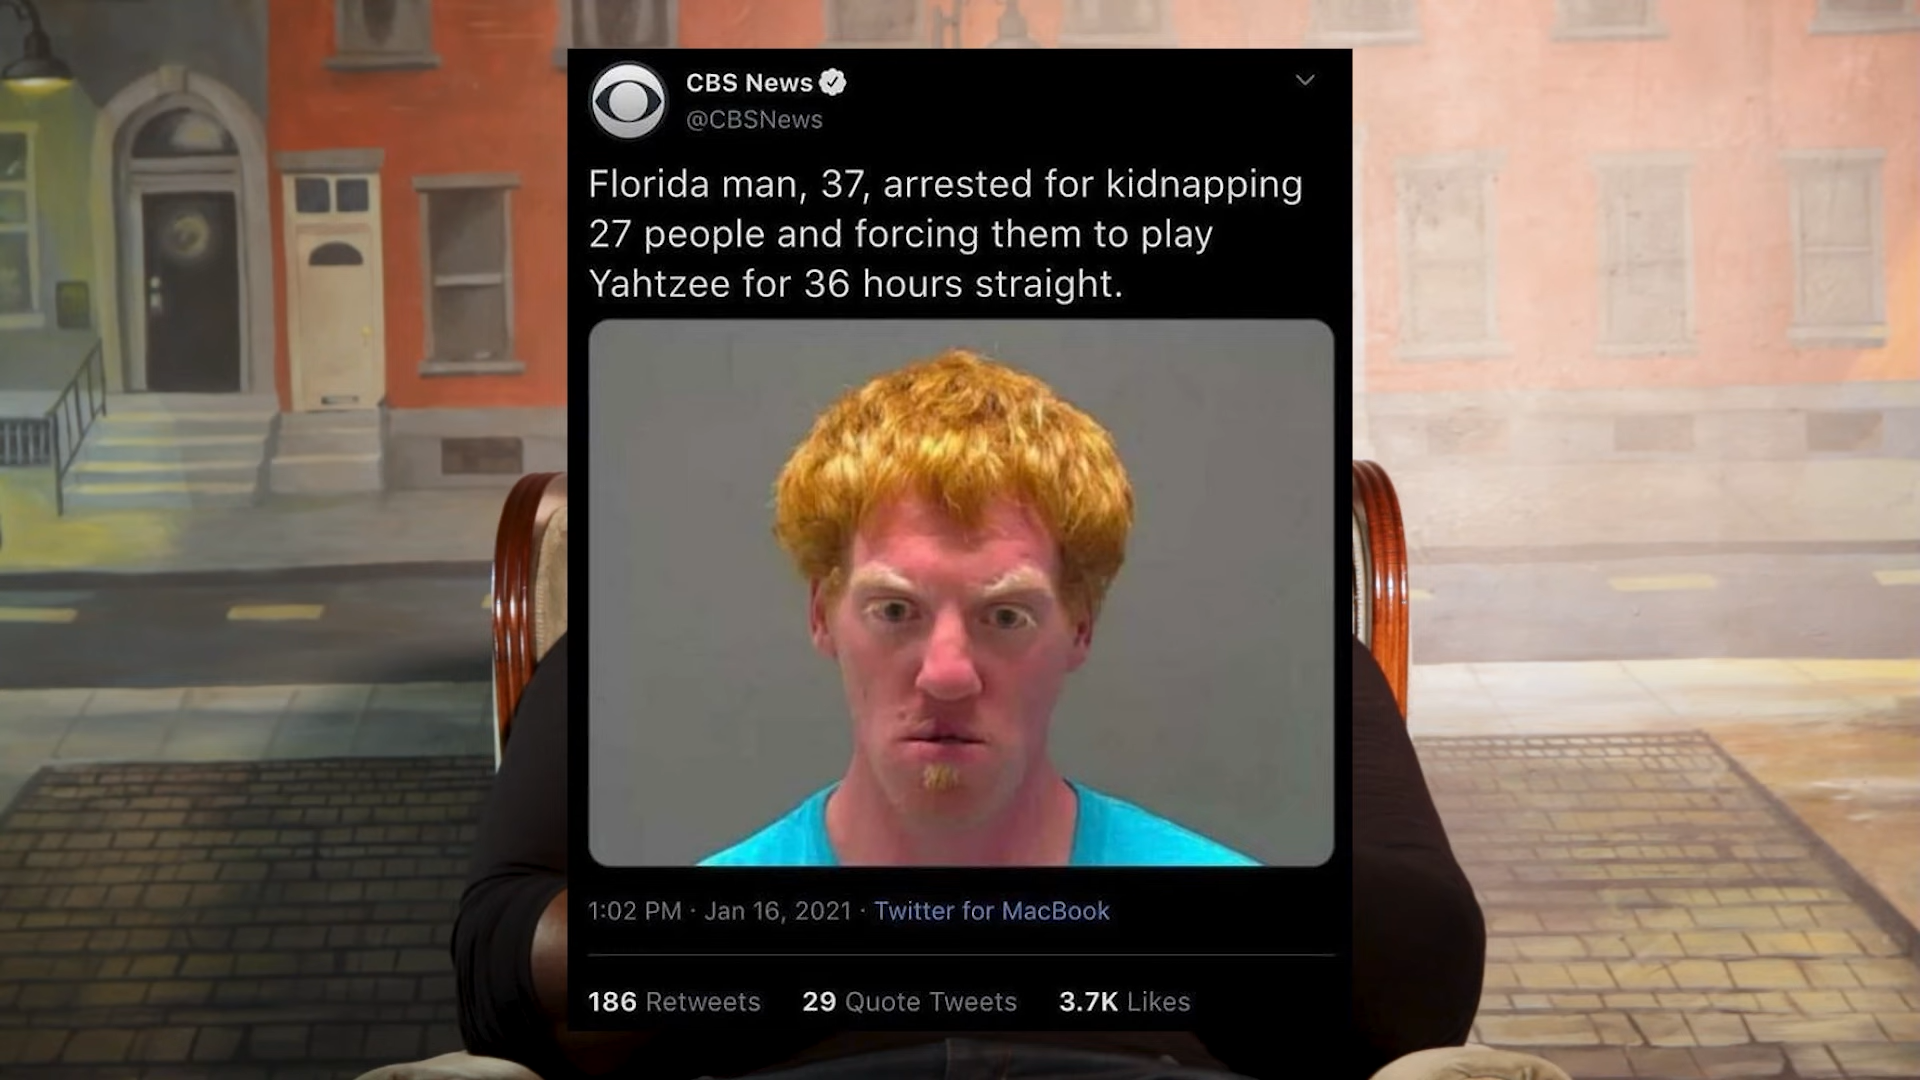 CBS News
@CBSNews
Florida man, 37, arrested for kidnapping
27 people and forcing them to play
Yahtzee for 36 hours straight.
1:02 PM · Jan 16, 2021 · Twitter for MacBook
186 Retweets 29 Quote Tweets 3.7K Likes